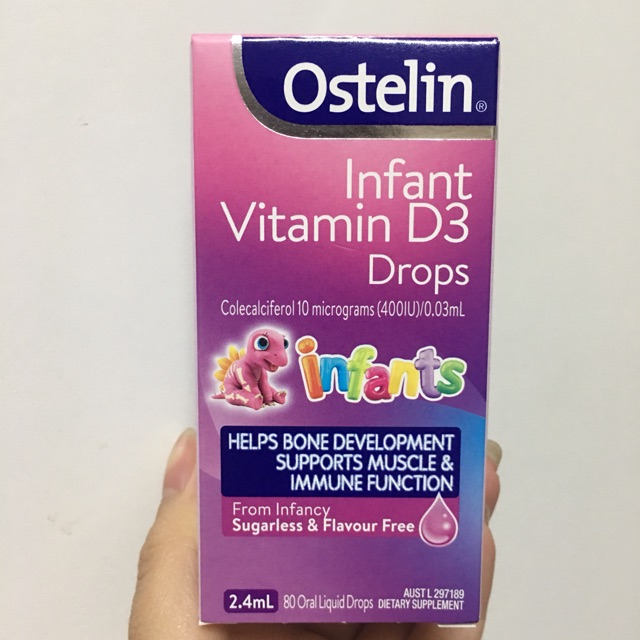 Ostelin®
Infant
Vitamin D3
Drops
Colecalciferol 10 micrograms (400IU)/0.03mL
infants
HELPS BONE DEVELOPMENT
SUPPORTS MUSCLE &
IMMUNE FUNCTION
From Infancy
Sugarless & Flavour Free
2.4mL 80 Oral Liquid Drops
AUST L 297189
DIETARY SUPPLEMENT